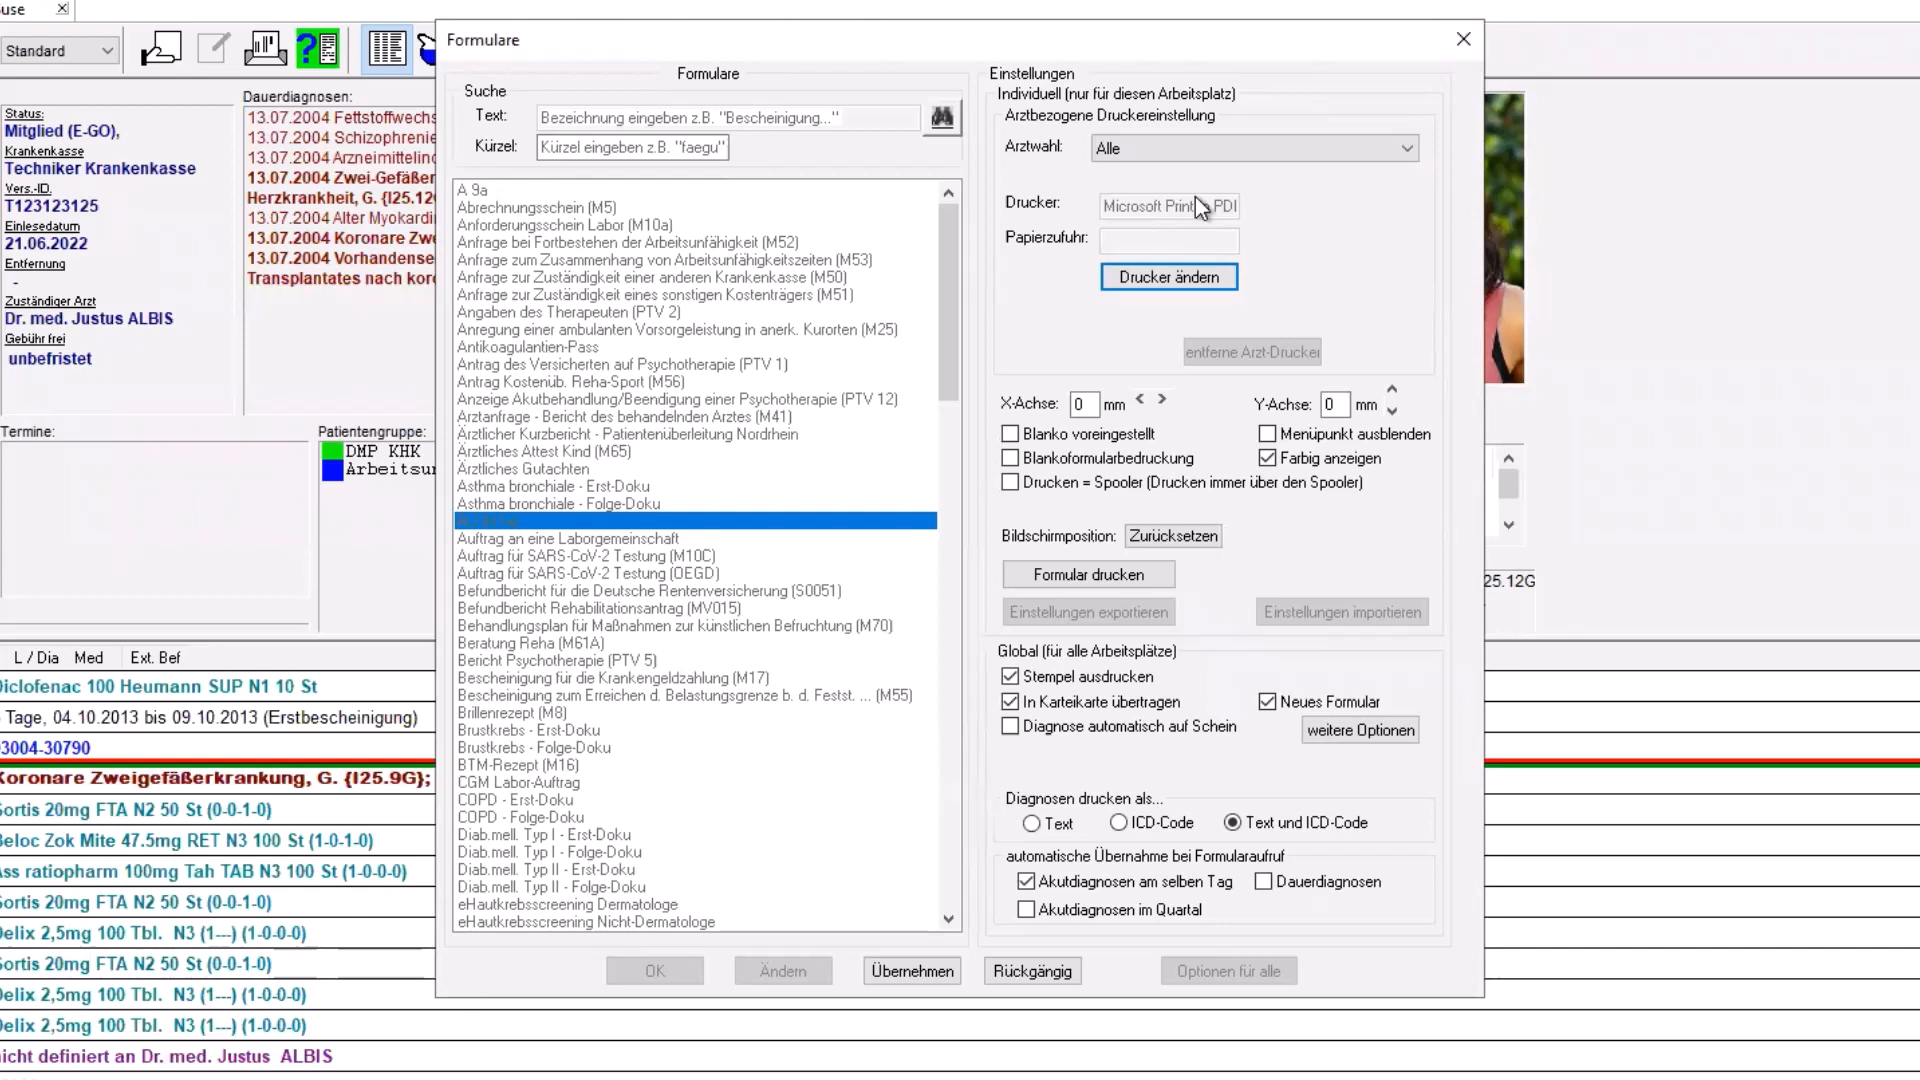 Standard
Status:
Mitglied (E-GO),
Krankenkasse
Techniker Krankenkasse
Vers.-ID.
T123123125
Einlesedatum
21.06.2022
Entfernung
-
Zuständiger Arzt
Dr. med. Justus ALBIS
Gebühr frei
unbefristet
Dauerdiagnosen:
13.07.2004 Fettstoffwechs
13.07.2004 Schizophrenie
13.07.2004 Arzneimittelinc
13.07.2004 Zwei-Gefäßer
Herzkrankheit, G. {I25.12
13.07.2004 Alter Myokardi
13.07.2004 Koronare Zwe
13.07.2004 Vorhandense
Transplantates nach kor
Termine:
Patientengruppe:
DMP KHK
Arbeitsu
L / Dia Med Ext. Bef
Diclofenac 100 Heumann SUP N1 10 St
Tage, 04.10.2013 bis 09.10.2013 (Erstbescheinigung)
03004-30790
Koronare Zweigefäßerkrankung, G. {I25.9G};
Sortis 20mg FTA N2 50 St (0-0-1-0)
Beloc Zok Mite 47.5mg RET N3 100 St (1-0-1-0)
Ass ratiopharm 100mg Tah TAB N3 100 St (1-0-0-0)
Sortis 20mg FTA N2 50 St (0-0-1-0)
Delix 2,5mg 100 Tbl. N3 (1---) (1-0-0-0)
Sortis 20mg FTA N2 50 St (0-0-1-0)
Delix 2,5mg 100 Tbl. N3 (1---) (1-0-0-0)
Delix 2,5mg 100 Tbl. N3 (1---) (1-0-0-0)
nicht definiert an Dr. med. Justus ALBIS
Formulare
Formulare
Suche
Text: Bezeichnung eingeben z.B. "Bescheinigung..."
Kürzel: Kürzel eingeben z.B. "faegu"
A 9a
Abrechnungsschein (M5)
Anforderungsschein Labor (M10a)
Anfrage bei Fortbestehen der Arbeitsunfähigkeit (M52)
Anfrage zum Zusammenhang von Arbeitsunfähigkeitszeiten (M53)
Anfrage zur Zuständigkeit einer anderen Krankenkasse (M50)
Anfrage zur Zuständigkeit eines sonstigen Kostenträgers (M51)
Angaben des Therapeuten (PTV 2)
Anregung einer ambulanten Vorsorgeleistung in anerk. Kurorten (M25)
Antikoagulantien-Pass
Antrag des Versicherten auf Psychotherapie (PTV 1)
Antrag Kostenüb. Reha-Sport (M56)
Anzeige Akutbehandlung/Beendigung einer Psychotherapie (PTV 12)
Arztanfrage - Bericht des behandelnden Arztes (M41)
Ärztlicher Kurzbericht - Patientenüberleitung Nordrhein
Ärztliches Attest Kind (M65)
Ärztliches Gutachten
Asthma bronchiale - Erst-Doku
Asthma bronchiale - Folge-Doku
Auftrag an eine Laborgemeinschaft
Auftrag für SARS-CoV-2 Testung (M10C)
Auftrag für SARS-CoV-2 Testung (OEGD)
Befundbericht für die Deutsche Rentenversicherung (S0051)
Befundbericht Rehabilitationsantrag (MV015)
Behandlungsplan für Maßnahmen zur künstlichen Befruchtung (M70)
Beratung Reha (M61A)
Bericht Psychotherapie (PTV 5)
Bescheinigung für die Krankengeldzahlung (M17)
Bescheinigung zum Erreichen d. Belastungsgrenze b. d. Festst. ... (M55)
Brillenrezept (M8)
Brustkrebs - Erst-Doku
Brustkrebs - Folge-Doku
BTM-Rezept (M16)
CGM Labor-Auftrag
COPD - Erst-Doku
COPD - Folge-Doku
Diab.mell. Typ I - Erst-Doku
Diab.mell. Typ I - Folge-Doku
Diab.mell. Typ II - Erst-Doku
Diab.mell. Typ II - Folge-Doku
eHautkrebsscreening Dermatologe
eHautkrebsscreening Nicht-Dermatologe
Einstellungen
Individuell (nur für diesen Arbeitsplatz)
Arztbezogene Druckereinstellung
Arztwahl: Alle
Drucker: Microsoft Print PDI
Papierzufuhr:
Drucker ändern
entferne Arzt-Drucker
X-Achse: 0 mm < > Y-Achse: 0 mm
Blanko voreingestellt Menüpunkt ausblenden
Blankoformularbedruckung Farbig anzeigen
Drucken = Spooler (Drucken immer über den Spooler)
Bildschirmposition: Zurücksetzen
Formular drucken
Einstellungen exportieren Einstellungen importieren
Global (für alle Arbeitsplätze)
Stempel ausdrucken
In Karteikarte übertragen Neues Formular
Diagnose automatisch auf Schein weitere Optionen
Diagnosen drucken als...
Text ICD-Code Text und ICD-Code
automatische Übernahme bei Formularaufruf
Akutdiagnosen am selben Tag Dauerdiagnosen
Akutdiagnosen im Quartal
OK Ändern Übernehmen Rückgängig Optionen für alle
25.12G